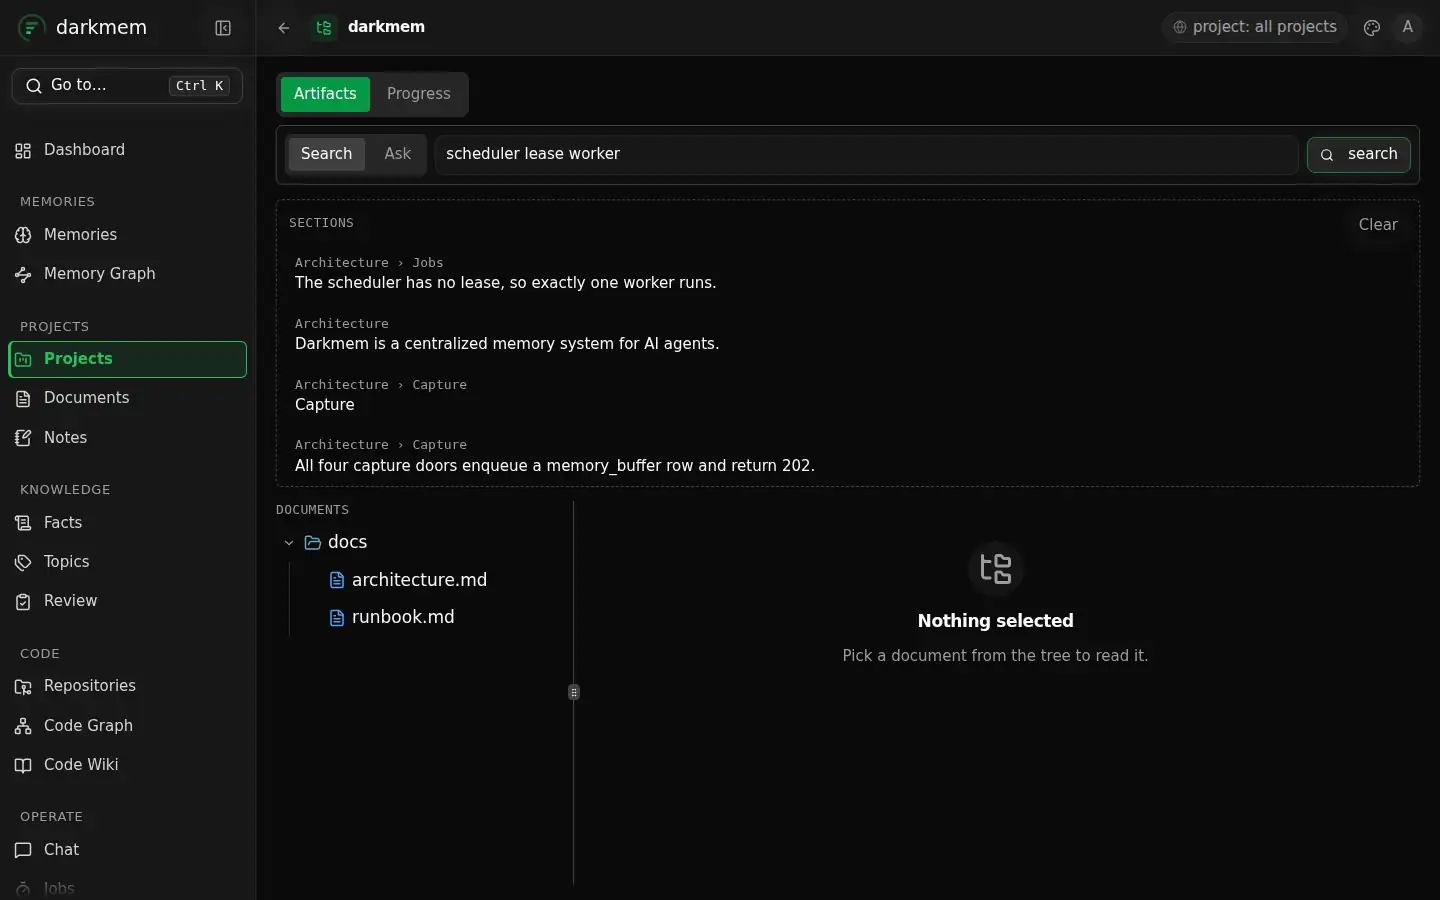 darkmem
Go to...
Ctrl K
Dashboard
MEMORIES
Memories
Memory Graph
PROJECTS
Projects
Documents
Notes
KNOWLEDGE
Facts
Topics
Review
CODE
Repositories
Code Graph
Code Wiki
OPERATE
Chat
Jobs
darkmem
project: all projects
A
Artifacts
Progress
Search
Ask
scheduler lease worker
search
SECTIONS
Clear
Architecture › Jobs
The scheduler has no lease, so exactly one worker runs.
Architecture
Darkmem is a centralized memory system for AI agents.
Architecture › Capture
Capture
Architecture › Capture
All four capture doors enqueue a memory_buffer row and return 202.
DOCUMENTS
docs
architecture.md
runbook.md
Nothing selected
Pick a document from the tree to read it.